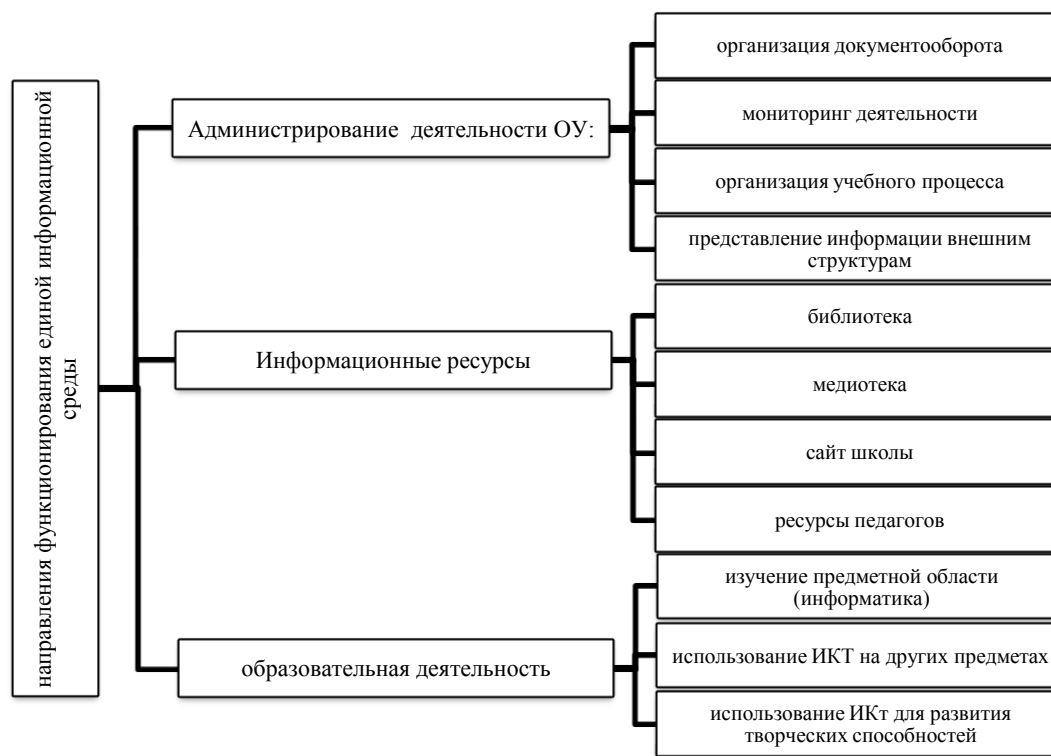 направления функционирования единой информационной
среды
Администрирование деятельности ОУ:
организация документооборота
мониторинг деятельности
организация учебного процесса
представление информации внешним
структурам
Информационные ресурсы
библиотека
медиотека
сайт школы
ресурсы педагогов
образовательная деятельность
изучение предметной области
(информатика)
использование ИКТ на других предметах
использование ИКт для развития
творческих способностей